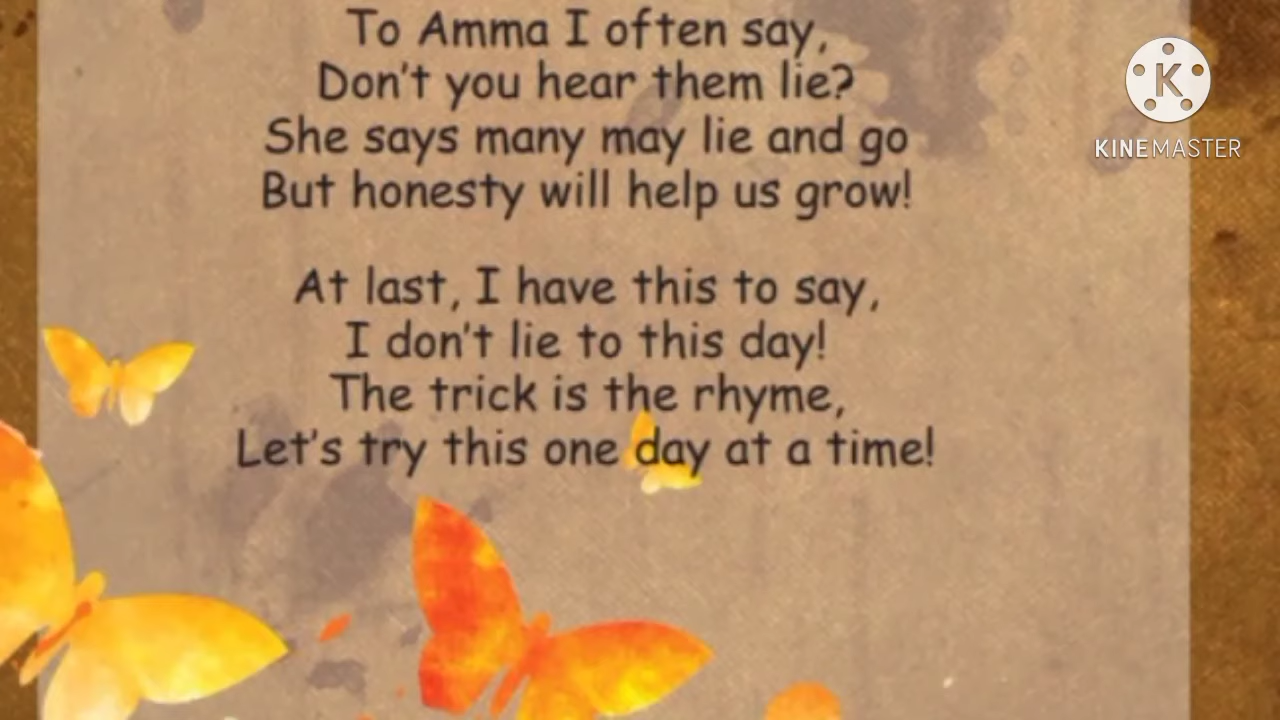 To Amma I often say,
Don't you hear them lie?
She says many may lie and go
But honesty will help us grow!
At last, I have this to say,
I don't lie to this day!
The trick is the rhyme,
Let's try this one day at a time!
K
KINEMASTER